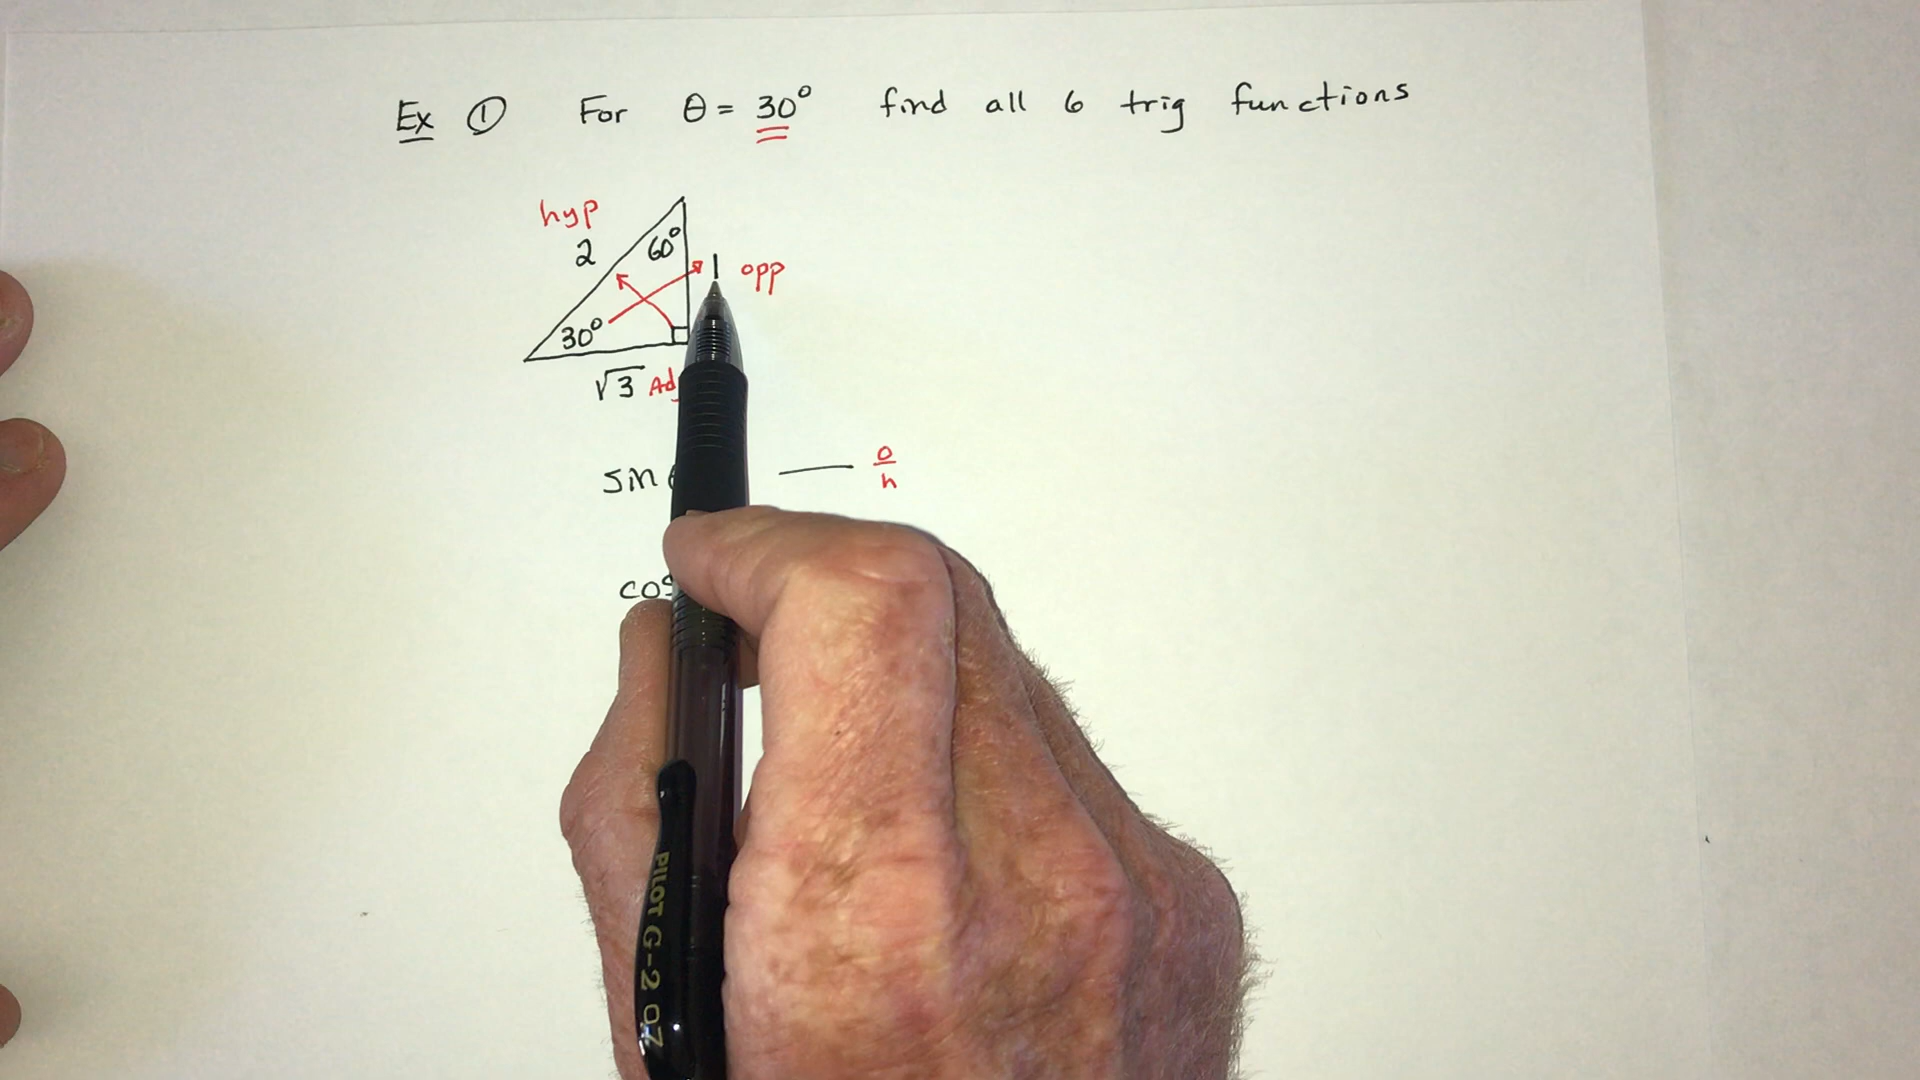 Ex ① For θ = 30° find all 6 trig functions
hyp
2
60°
1 opp
30°
√3 Adj
sin
o
h
cos
PILOT G-2 07